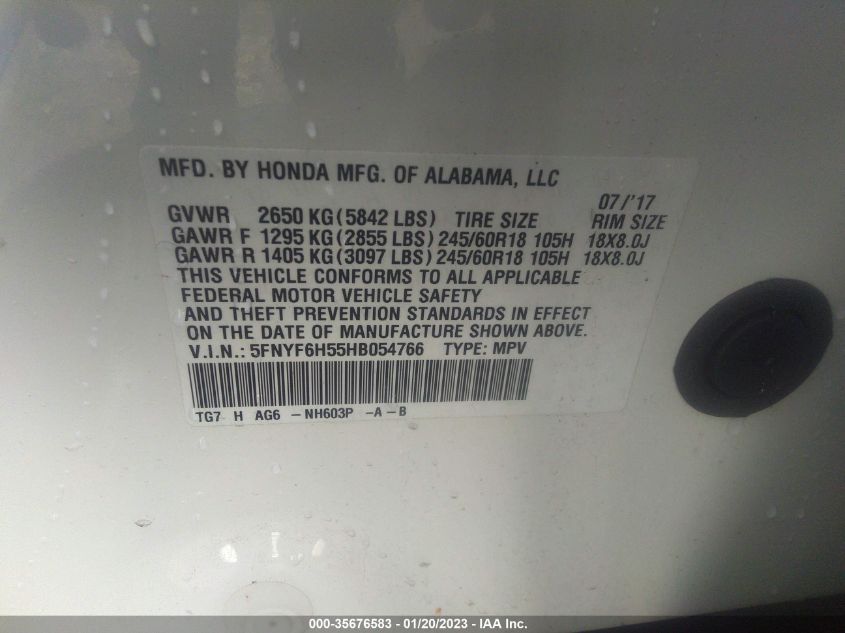 MFD. BY HONDA MFG. OF ALABAMA, LLC
07/'17
GVWR 2650 KG (5842 LBS) TIRE SIZE RIM SIZE
GAWR F 1295 KG (2855 LBS) 245/60R18 105H 18X8.0J
GAWR R 1405 KG (3097 LBS) 245/60R18 105H 18X8.0J
THIS VEHICLE CONFORMS TO ALL APPLICABLE
FEDERAL MOTOR VEHICLE SAFETY
AND THEFT PREVENTION STANDARDS IN EFFECT
ON THE DATE OF MANUFACTURE SHOWN ABOVE.
V.I.N.: 5FNYF6H55HB054766 TYPE: MPV
TG7 H AG6 -NH603P -A-B
000-35676583 - 01/20/2023 - IAA Inc.